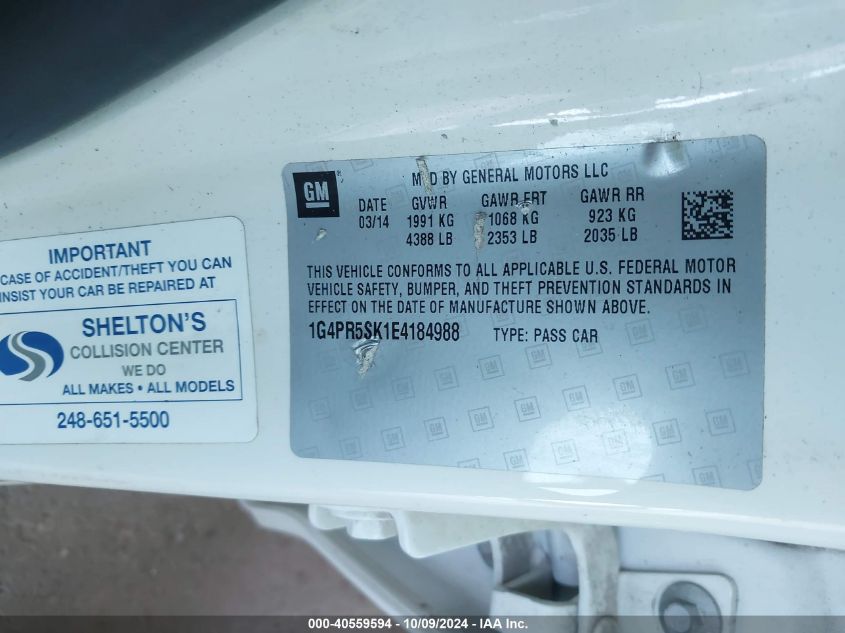 IMPORTANT
CASE OF ACCIDENT/THEFT YOU CAN
INSIST YOUR CAR BE REPAIRED AT
SHELTON'S
COLLISION CENTER
WE DO
ALL MAKES • ALL MODELS
248-651-5500
GM
MFD BY GENERAL MOTORS LLC
DATE GVWR GAWR FRT GAWR RR
03/14 1991 KG 1068 KG 923 KG
4388 LB 2353 LB 2035 LB
THIS VEHICLE CONFORMS TO ALL APPLICABLE U.S. FEDERAL MOTOR
VEHICLE SAFETY, BUMPER, AND THEFT PREVENTION STANDARDS IN
EFFECT ON THE DATE OF MANUFACTURE SHOWN ABOVE.
1G4PR5SK1E4184988 TYPE: PASS CAR
000-40559594 - 10/09/2024 - IAA Inc.